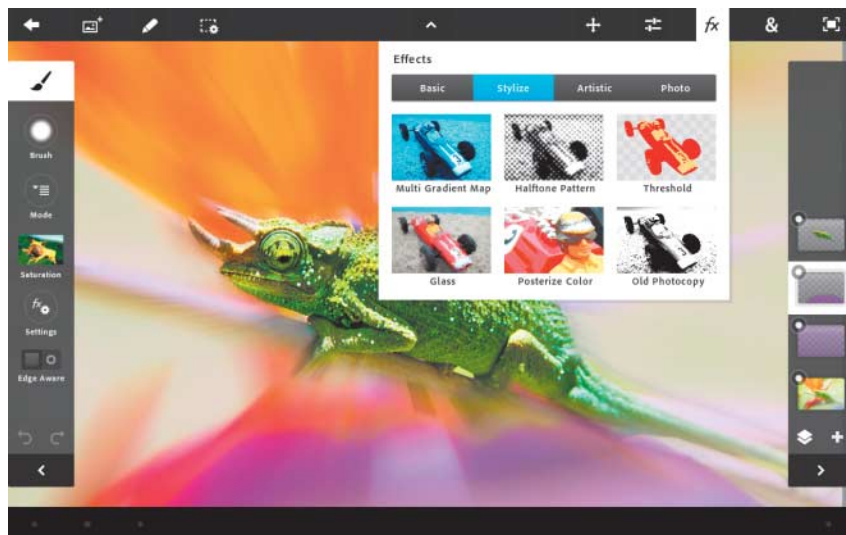 fx
&
Effects
Basic Stylize Artistic Photo
Multi Gradient Map Halftone Pattern Threshold
Glass Posterize Color Old Photocopy
Brush
Mode
Saturation
fx
Settings
Edge Aware